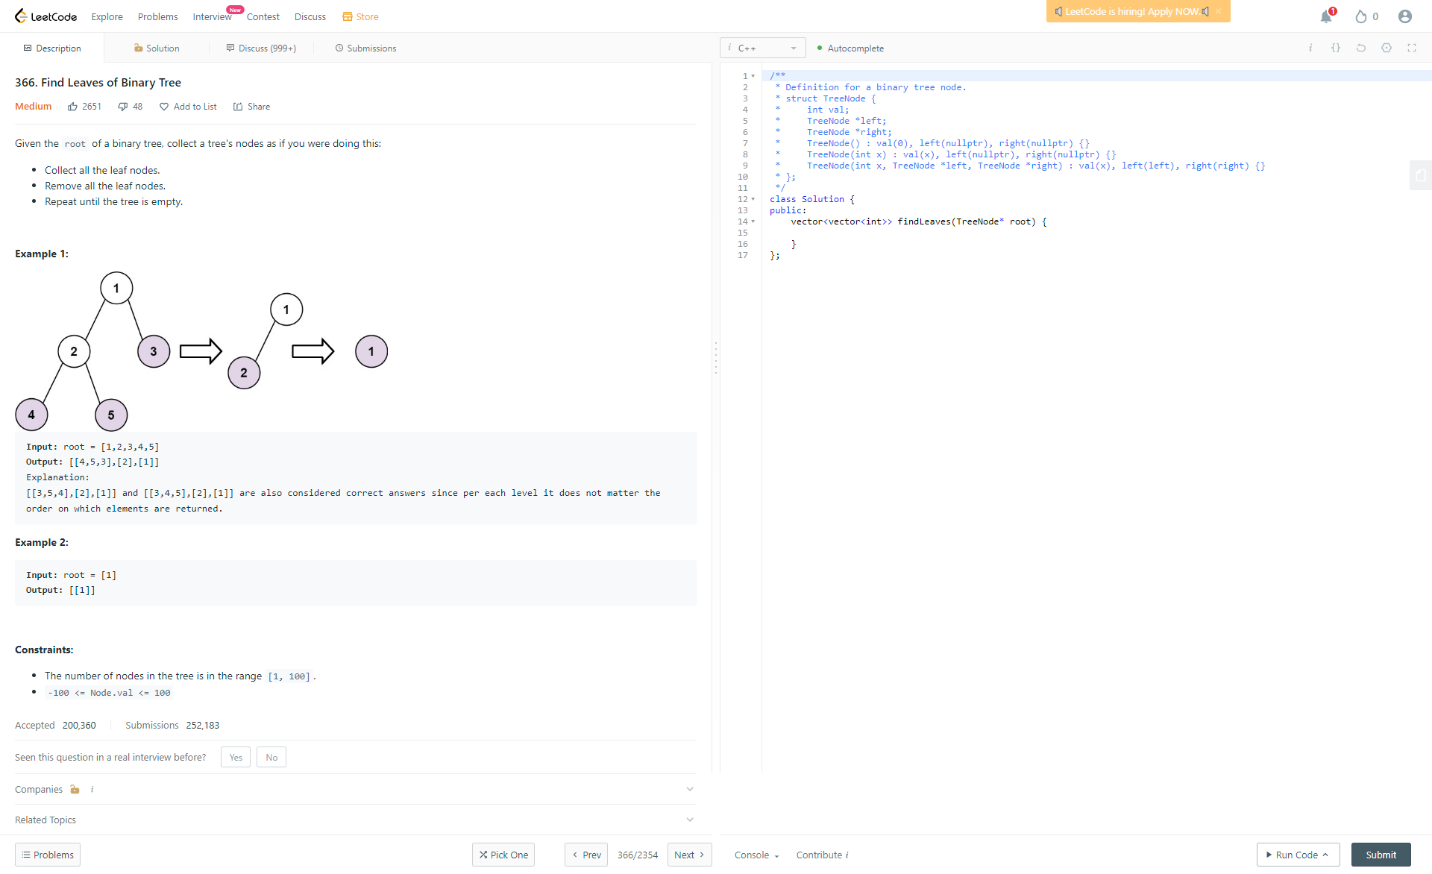 LeetCode Explore Problems Interview New Contest Discuss Store
LeetCode is hiring! Apply NOW. ×
1 0
Description Solution Discuss (999+) Submissions
i C++ Autocomplete i {}
366. Find Leaves of Binary Tree
Medium 2651 48 Add to List Share
Given the root of a binary tree, collect a tree's nodes as if you were doing this:
• Collect all the leaf nodes.
• Remove all the leaf nodes.
• Repeat until the tree is empty.
Example 1:
1
1
2 3
2
1
4 5
Input: root = [1,2,3,4,5]
Output: [[4,5,3],[2],[1]]
Explanation:
[[3,5,4],[2],[1]] and [[3,4,5],[2],[1]] are also considered correct answers since per each level it does not matter the
order on which elements are returned.
Example 2:
Input: root = [1]
Output: [[1]]
Constraints:
• The number of nodes in the tree is in the range [1, 100].
• -100 <= Node.val <= 100
Accepted 200,360 Submissions 252,183
Seen this question in a real interview before? Yes No
Companies i
Related Topics
Problems Pick One < Prev 366/2354 Next >
1 /**
2 * Definition for a binary tree node.
3 * struct TreeNode {
4 * int val;
5 * TreeNode *left;
6 * TreeNode *right;
7 * TreeNode() : val(0), left(nullptr), right(nullptr) {}
8 * TreeNode(int x) : val(x), left(nullptr), right(nullptr) {}
9 * TreeNode(int x, TreeNode *left, TreeNode *right) : val(x), left(left), right(right) {}
10 * };
11 */
12 class Solution {
13 public:
14 vector<vector<int>> findLeaves(TreeNode* root) {
15
16 }
17 };
Console Contribute i Run Code Submit